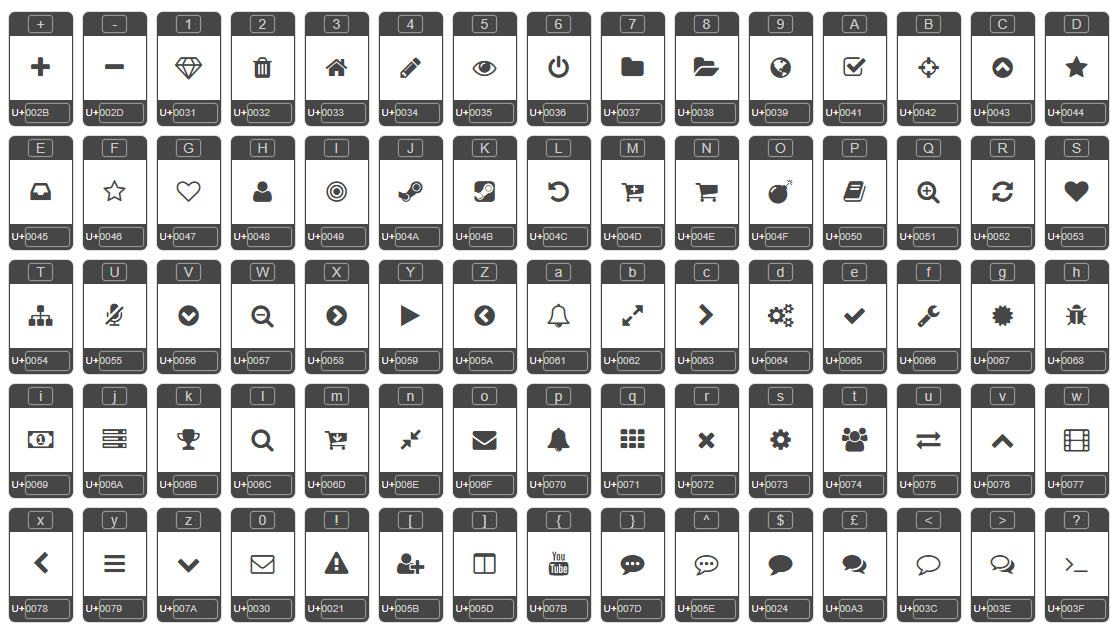 + - 1 2 3 4 5 6 7 8 9 A B C D
U+002B U+002D U+0031 U+0032 U+0033 U+0034 U+0035 U+0036 U+0037 U+0038 U+0039 U+0041 U+0042 U+0043 U+0044
E F G H I J K L M N O P Q R S
U+0045 U+0046 U+0047 U+0048 U+0049 U+004A U+004B U+004C U+004D U+004E U+004F U+0050 U+0051 U+0052 U+0053
T U V W X Y Z a b c d e f g h
U+0054 U+0055 U+0056 U+0057 U+0058 U+0059 U+005A U+0061 U+0062 U+0063 U+0064 U+0065 U+0066 U+0067 U+0068
i j k l m n o p q r s t u v w
1
U+0069 U+006A U+006B U+006C U+006D U+006E U+006F U+0070 U+0071 U+0072 U+0073 U+0074 U+0075 U+0076 U+0077
x y z 0 ! [ ] { } ^ $ £ < > ?
You
Tube
U+0078 U+0079 U+007A U+0030 U+0021 U+005B U+005D U+007B U+007D U+005E U+0024 U+00A3 U+003C U+003E U+003F